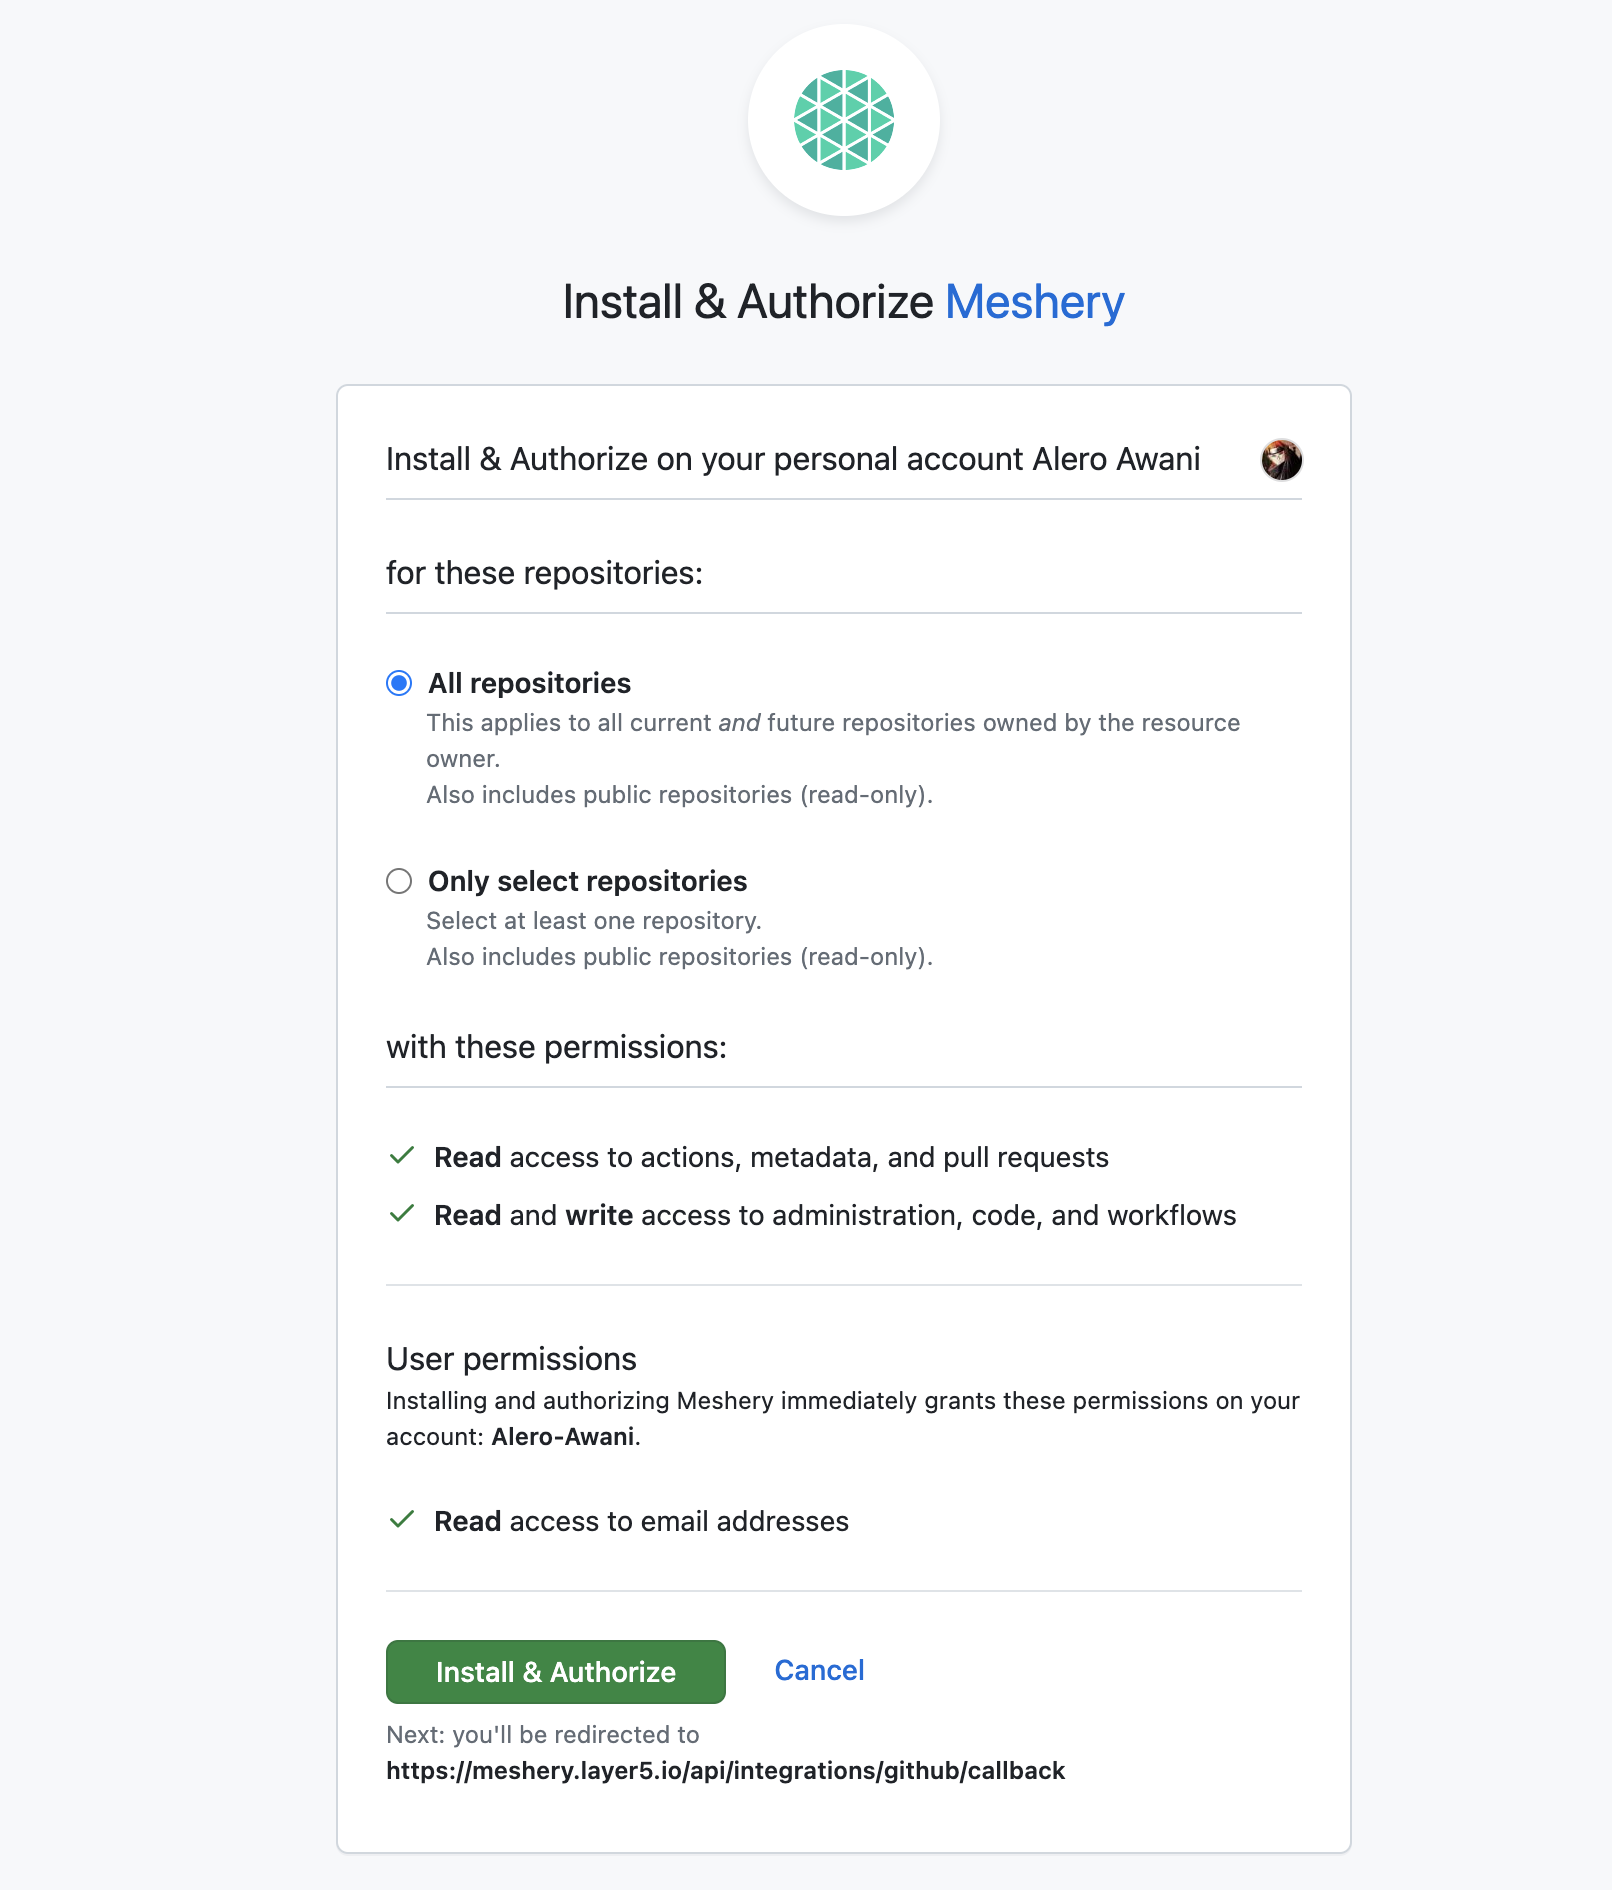 Install & Authorize Meshery
Install & Authorize on your personal account Alero Awani
for these repositories:
All repositories
This applies to all current and future repositories owned by the resource
owner.
Also includes public repositories (read-only).
Only select repositories
Select at least one repository.
Also includes public repositories (read-only).
with these permissions:
Read access to actions, metadata, and pull requests
Read and write access to administration, code, and workflows
User permissions
Installing and authorizing Meshery immediately grants these permissions on your
account: Alero-Awani.
Read access to email addresses
Install & Authorize Cancel
Next: you'll be redirected to
https://meshery.layer5.io/api/integrations/github/callback